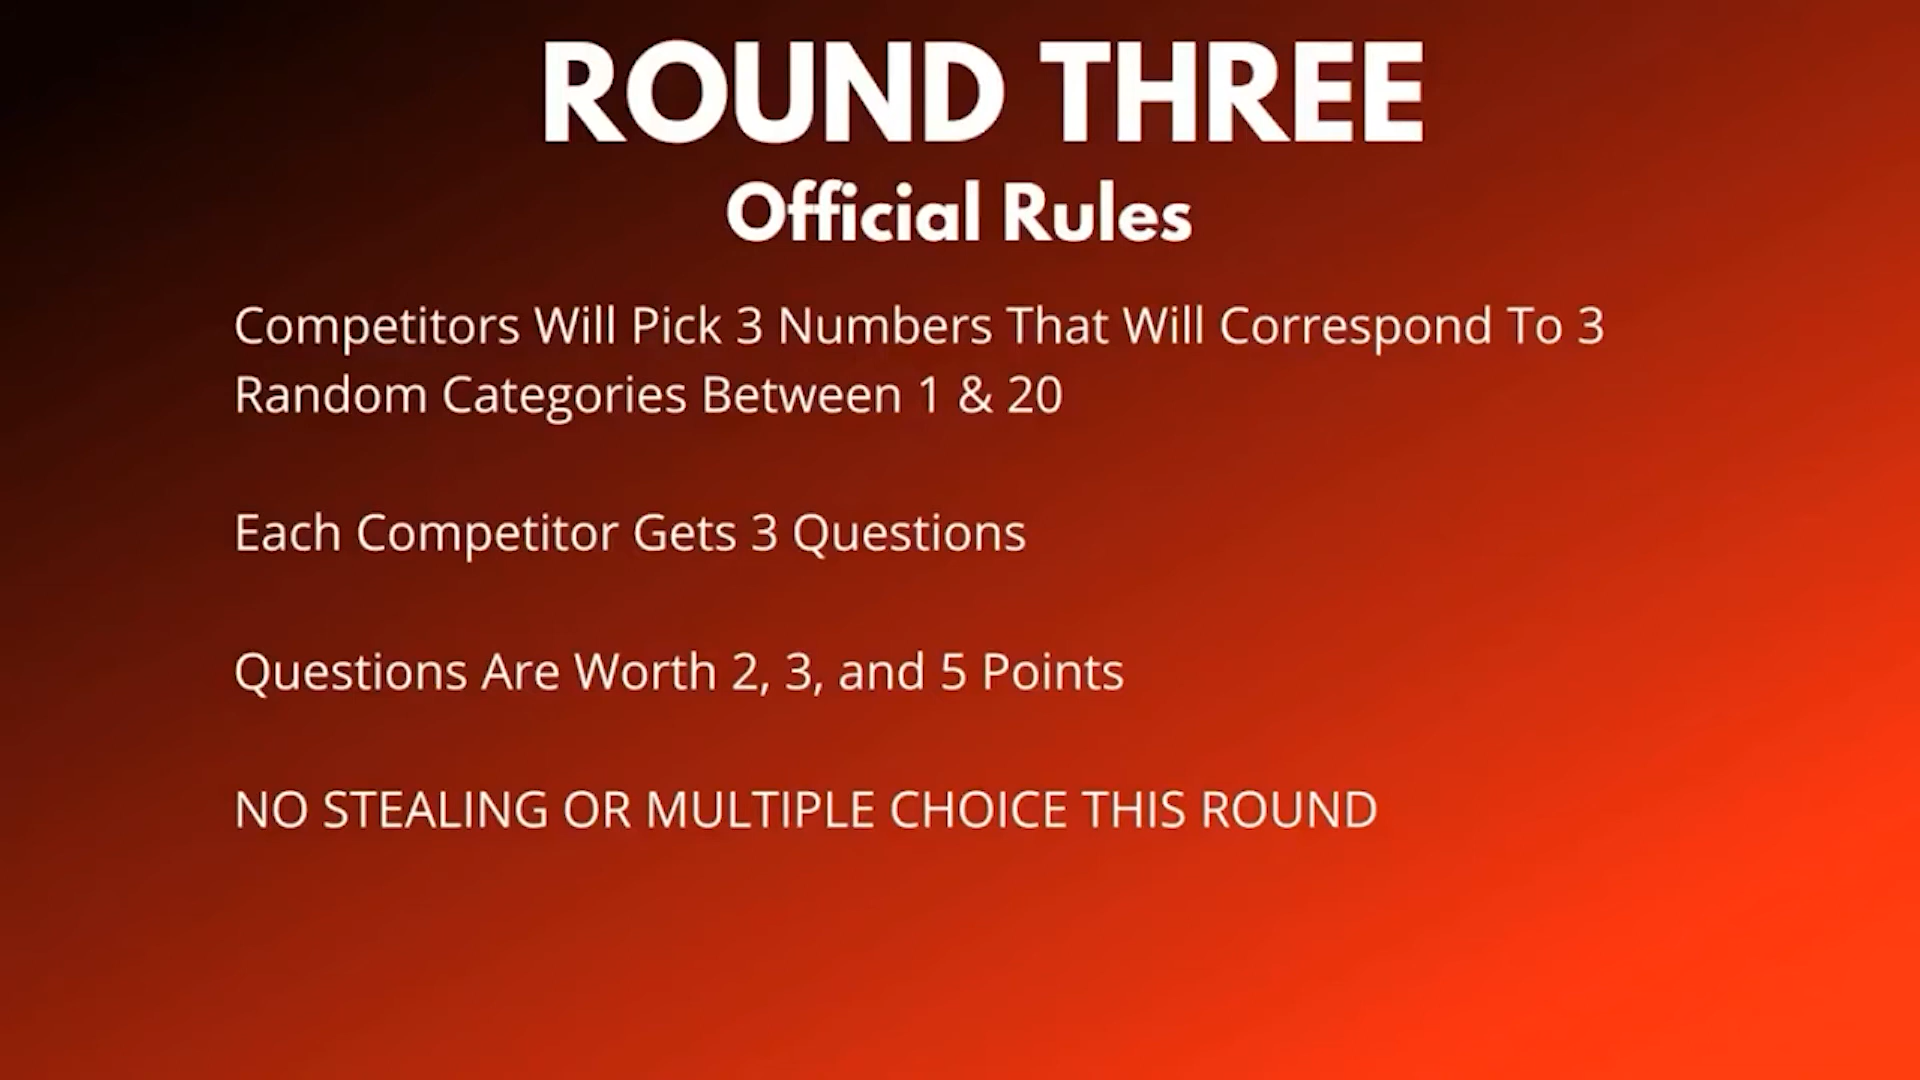 ROUND THREE
Official Rules
Competitors Will Pick 3 Numbers That Will Correspond To 3
Random Categories Between 1 & 20
Each Competitor Gets 3 Questions
Questions Are Worth 2, 3, and 5 Points
NO STEALING OR MULTIPLE CHOICE THIS ROUND